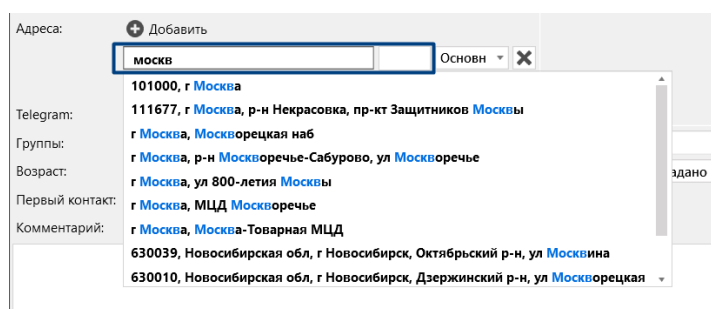 Адреса: Добавить
москв Основн
101000, г Москва
111677, г Москва, р-н Некрасовка, пр-кт Защитников Москвы
Telegram:
г Москва, Москворецкая наб
Группы:
г Москва, р-н Москворечье-Сабурово, ул Москворечье
Возраст: адано
г Москва, ул 800-летия Москвы
Первый контакт:
г Москва, МЦД Москворечье
Комментарий:
г Москва, Москва-Товарная МЦД
630039, Новосибирская обл, г Новосибирск, Октябрьский р-н, ул Москвина
630010, Новосибирская обл, г Новосибирск, Дзержинский р-н, ул Москворецкая